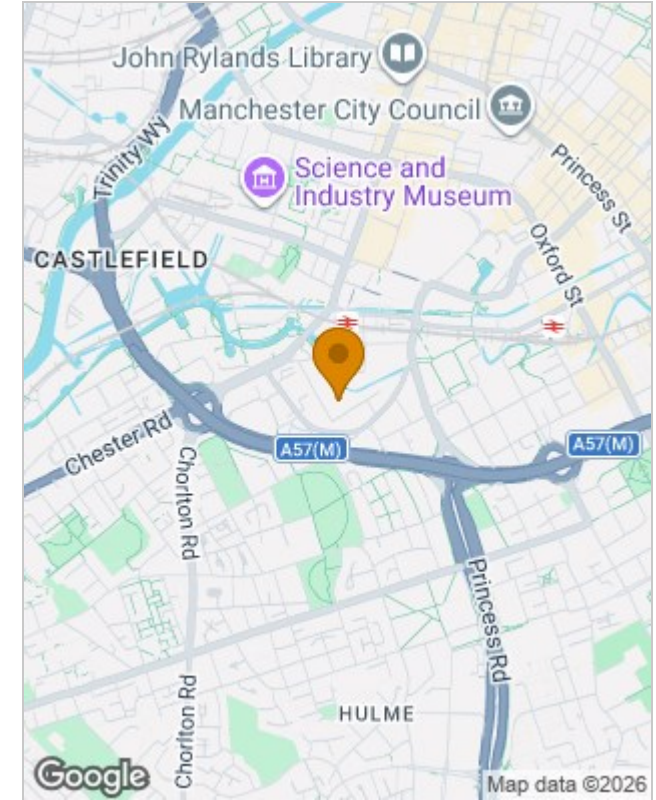 John Rylands Library
Manchester City Council
Trinity Wy
Princess St
Science and
Industry Museum
Oxford St
CASTLEFIELD
A57(M)
A57(M)
Chester Rd
Chorlton Rd
Princess Rd
Chorlton Rd
HULME
Google
Map data ©2026